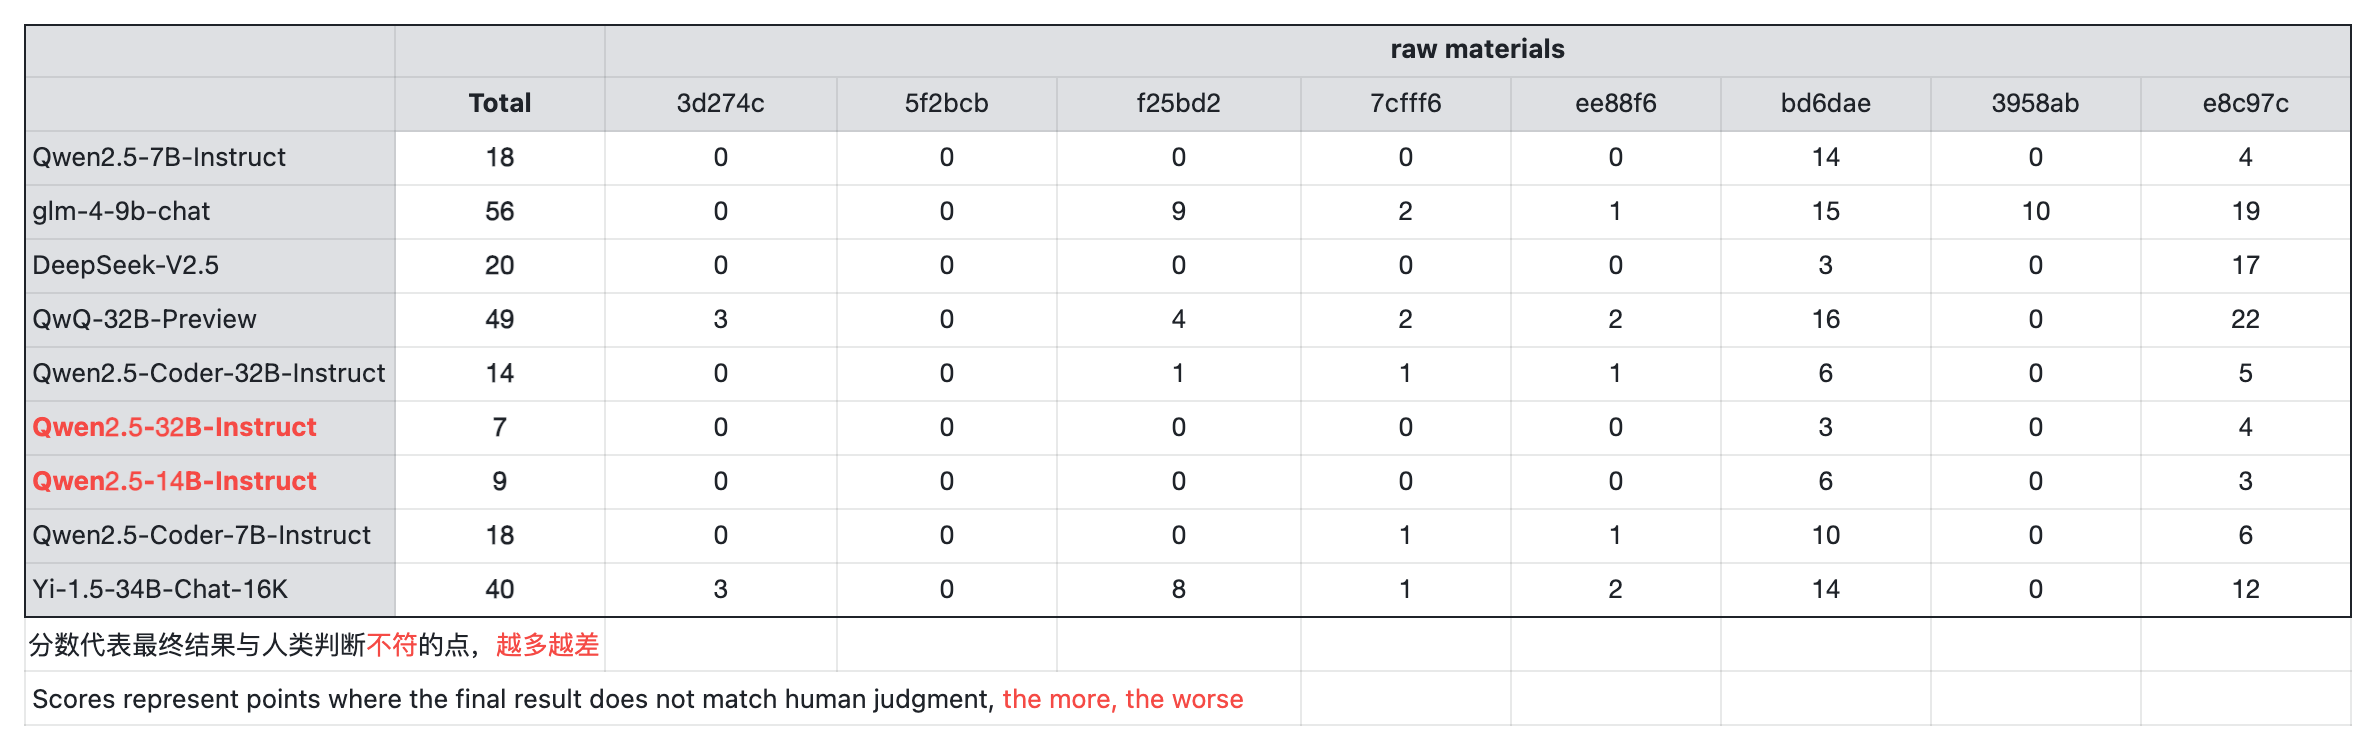 raw materials
Total 3d274c 5f2bcb f25bd2 7cfff6 ee88f6 bd6dae 3958ab e8c97c
Qwen2.5-7B-Instruct 18 0 0 0 0 0 14 0 4
glm-4-9b-chat 56 0 0 9 2 1 15 10 19
DeepSeek-V2.5 20 0 0 0 0 0 3 0 17
QwQ-32B-Preview 49 3 0 4 2 2 16 0 22
Qwen2.5-Coder-32B-Instruct 14 0 0 1 1 1 6 0 5
Qwen2.5-32B-Instruct 7 0 0 0 0 0 3 0 4
Qwen2.5-14B-Instruct 9 0 0 0 0 0 6 0 3
Qwen2.5-Coder-7B-Instruct 18 0 0 0 1 1 10 0 6
Yi-1.5-34B-Chat-16K 40 3 0 8 1 2 14 0 12
分数代表最终结果与人类判断不符的点，越多越差
Scores represent points where the final result does not match human judgment, the more, the worse